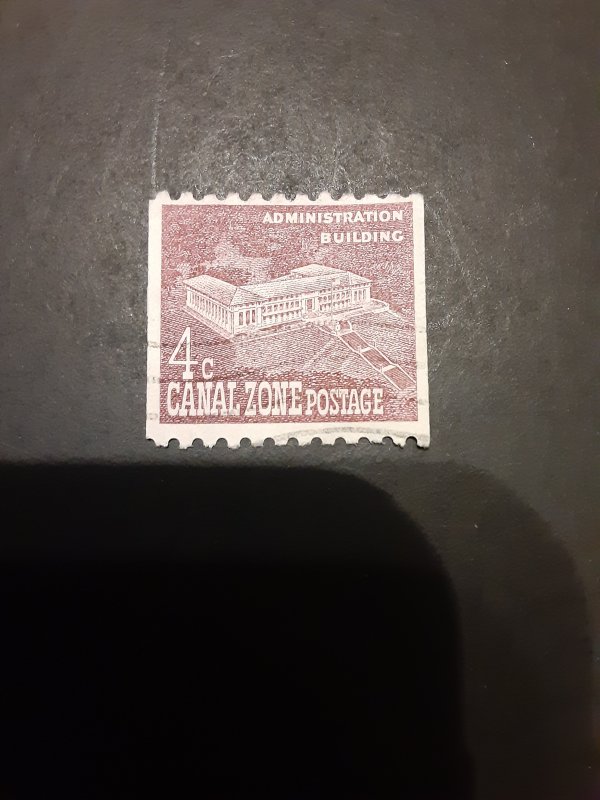 ADMINISTRATION
BUILDING
4c
CANAL ZONE POSTAGE